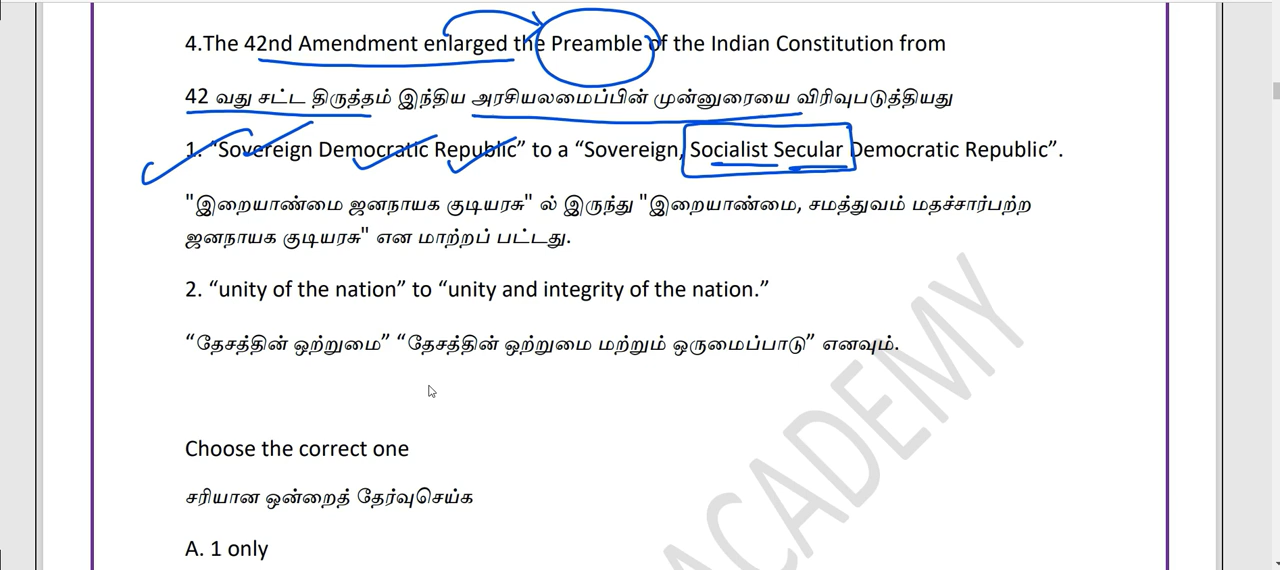 4.The 42nd Amendment enlarged the Preamble of the Indian Constitution from
42 வது சட்ட திருத்தம் இந்திய அரசியலமைப்பின் முன்னுரையை விரிவுபடுத்தியது
1. “Sovereign Democratic Republic” to a “Sovereign, Socialist Secular Democratic Republic”.
"இறையாண்மை ஜனநாயக குடியரசு" ல் இருந்து "இறையாண்மை, சமத்துவம் மதச்சார்பற்ற
ஜனநாயக குடியரசு" என மாற்றப் பட்டது.
2. “unity of the nation” to “unity and integrity of the nation.”
“தேசத்தின் ஒற்றுமை” “தேசத்தின் ஒற்றுமை மற்றும் ஒருமைப்பாடு” எனவும்.
Choose the correct one
சரியான ஒன்றைத் தேர்வுசெய்க
A. 1 only
ACADEMY